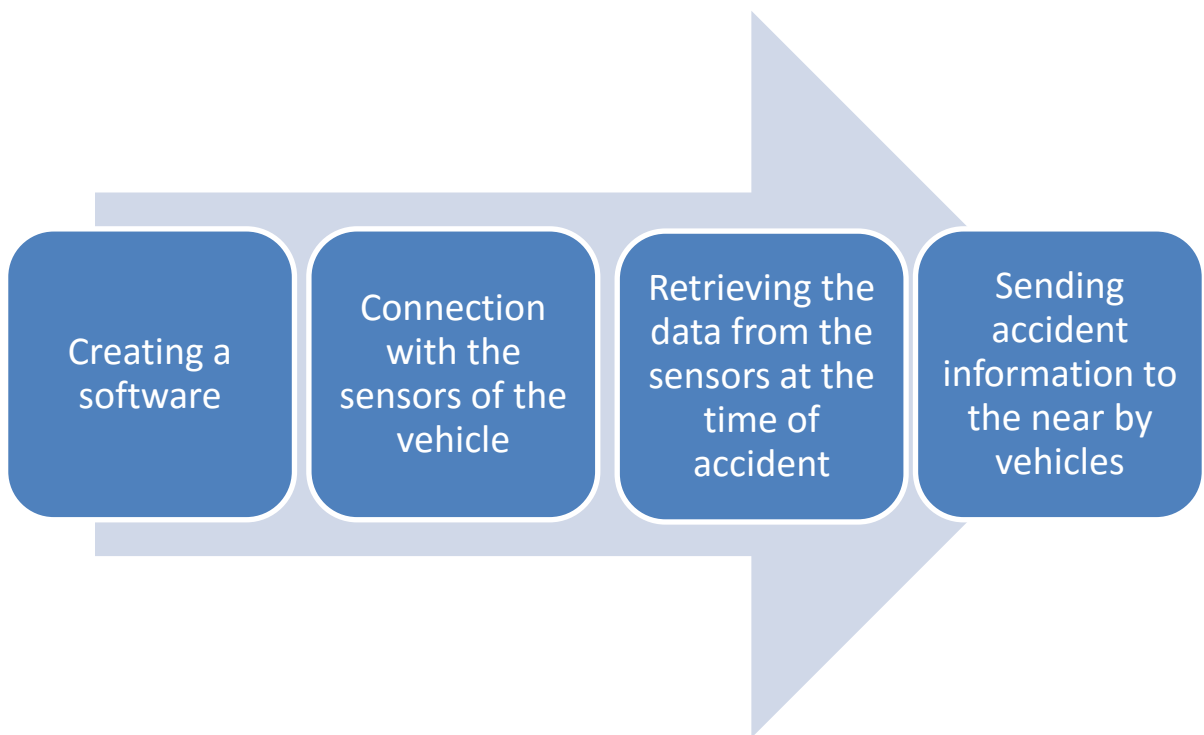 Creating a
software
Connection
with the
sensors of the
vehicle
Retrieving the
data from the
sensors at the
time of
accident
Sending
accident
information to
the near by
vehicles